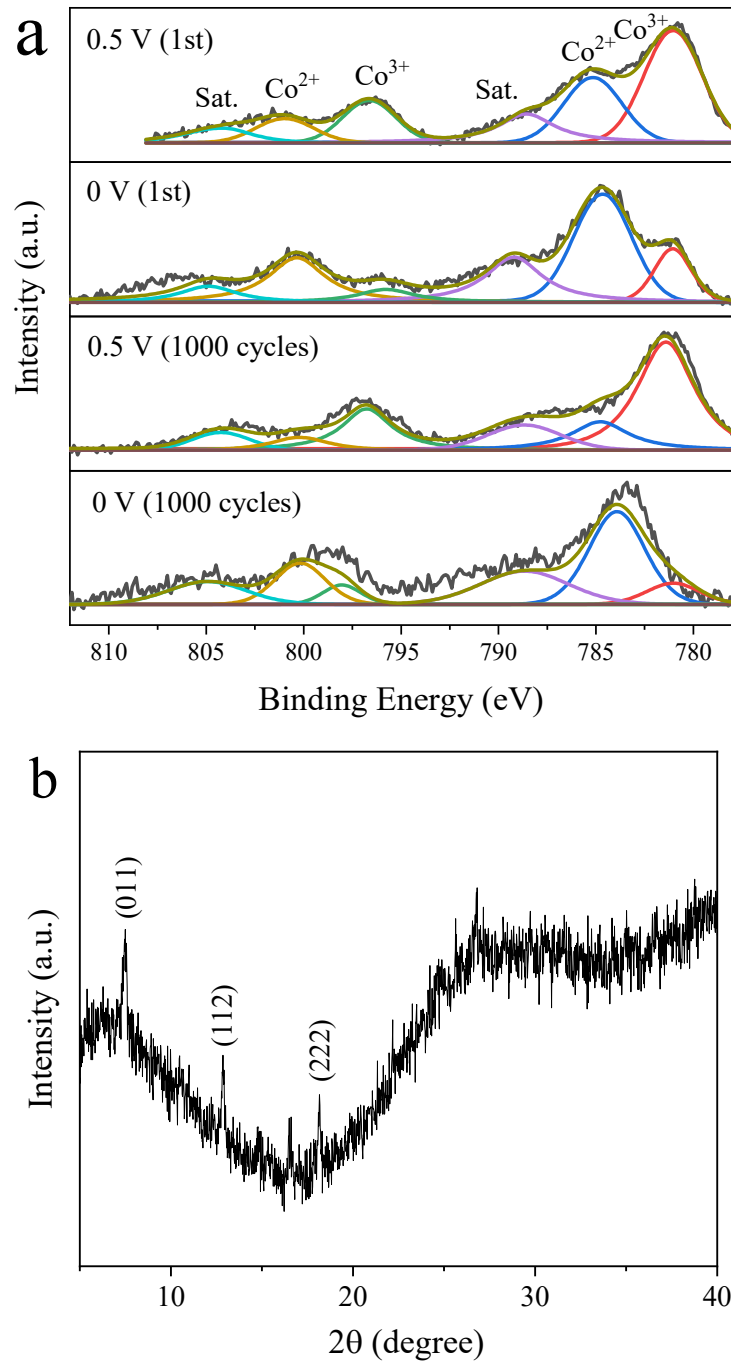 a
0.5 V (1st)
Sat.
Co²⁺
Co³⁺
Sat.
Co²⁺
Co³⁺
0 V (1st)
0.5 V (1000 cycles)
0 V (1000 cycles)
Intensity (a.u.)
810 805 800 795 790 785 780
Binding Energy (eV)
b
(011)
(112)
(222)
Intensity (a.u.)
10 20 30 40
2θ (degree)